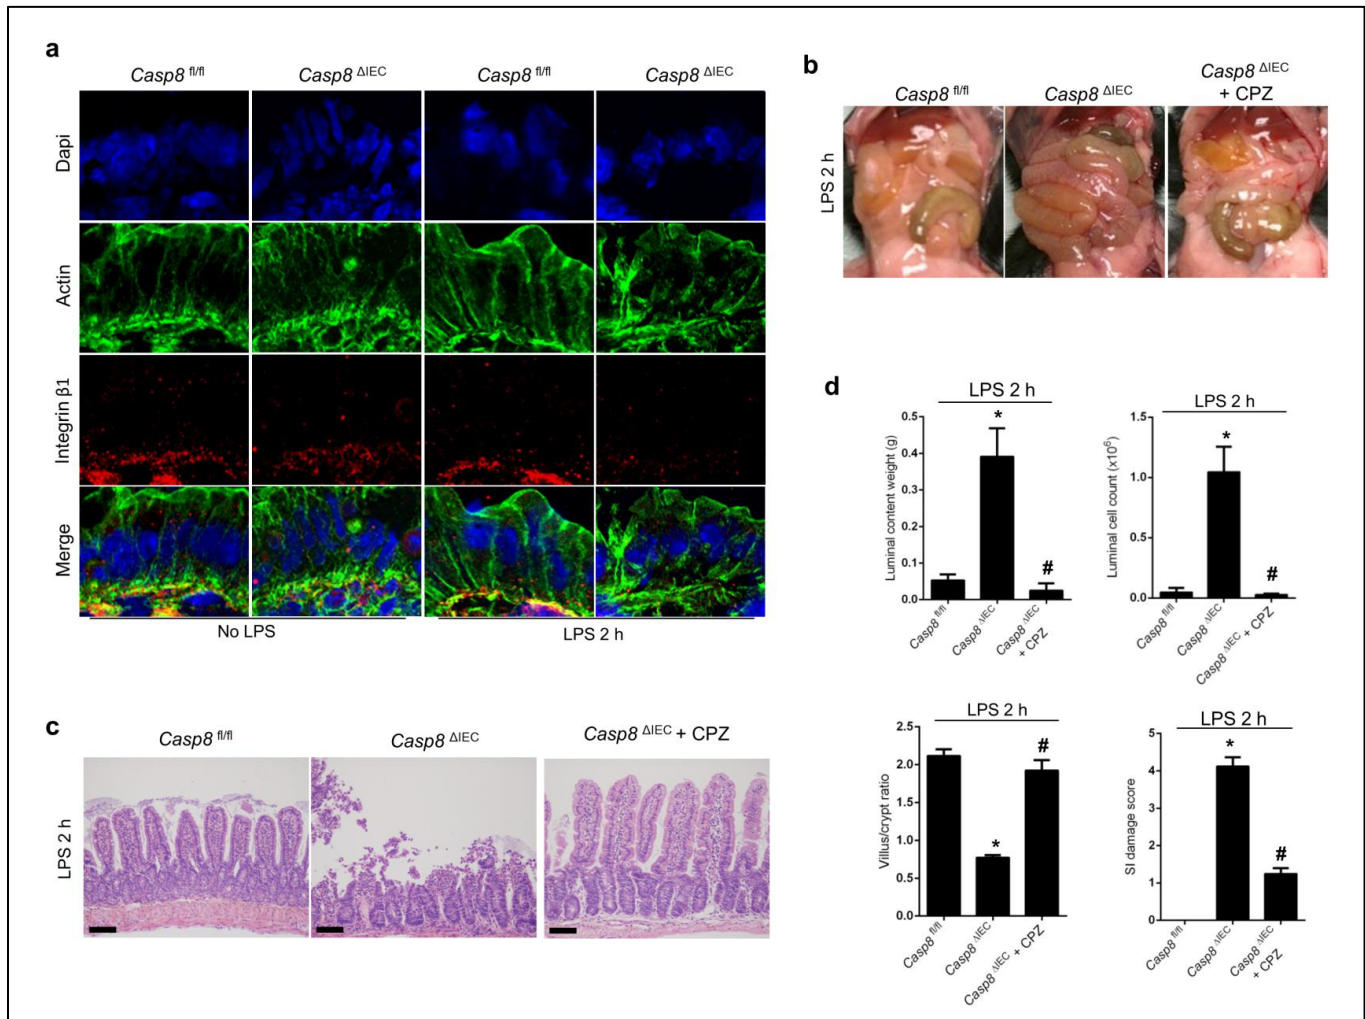 a
Casp8 fl/fl
Casp8 ΔIEC
Casp8 fl/fl
Casp8 ΔIEC
Dapi
Actin
Integrin β1
Merge
No LPS
LPS 2 h
b
Casp8 fl/fl
Casp8 ΔIEC
Casp8 ΔIEC
+ CPZ
LPS 2 h
c
Casp8 fl/fl
Casp8 ΔIEC
Casp8 ΔIEC + CPZ
LPS 2 h
d
LPS 2 h
Luminal content weight (g)
0.5
0.4
0.3
0.2
0.1
0.0
*
#
Casp8 fl/fl
Casp8 ΔIEC
Casp8 ΔIEC
+ CPZ
LPS 2 h
Luminal cell count (x10⁶)
1.5
1.0
0.5
0.0
*
#
Casp8 fl/fl
Casp8 ΔIEC
Casp8 ΔIEC + CPZ
LPS 2 h
Villus/crypt ratio
2.5
2.0
1.5
1.0
0.5
0.0
*
#
Casp8 fl/fl
Casp8 ΔIEC
Casp8 ΔIEC + CPZ
LPS 2 h
SI damage score
5
4
3
2
1
0
*
#
Casp8 fl/fl
Casp8 ΔIEC
Casp8 ΔIEC
+ CPZ